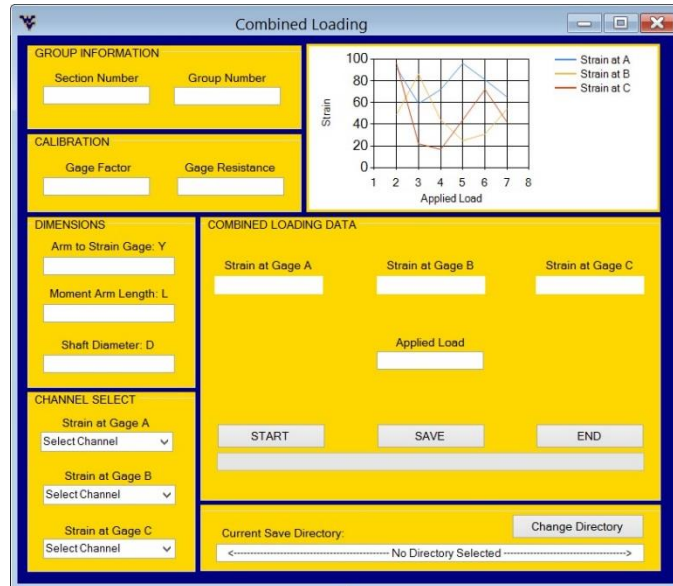 Combined Loading
GROUP INFORMATION
Section Number Group Number
CALIBRATION
Gage Factor Gage Resistance
100
80
60
40
20
0
1 2 3 4 5 6 7 8
Strain
Applied Load
Strain at A
Strain at B
Strain at C
DIMENSIONS
Arm to Strain Gage: Y
Moment Arm Length: L
Shaft Diameter: D
COMBINED LOADING DATA
Strain at Gage A Strain at Gage B Strain at Gage C
Applied Load
START SAVE END
CHANNEL SELECT
Strain at Gage A
Select Channel
Strain at Gage B
Select Channel
Strain at Gage C
Select Channel
Current Save Directory: Change Directory
<---------------------------------------- No Directory Selected -------------------------------->